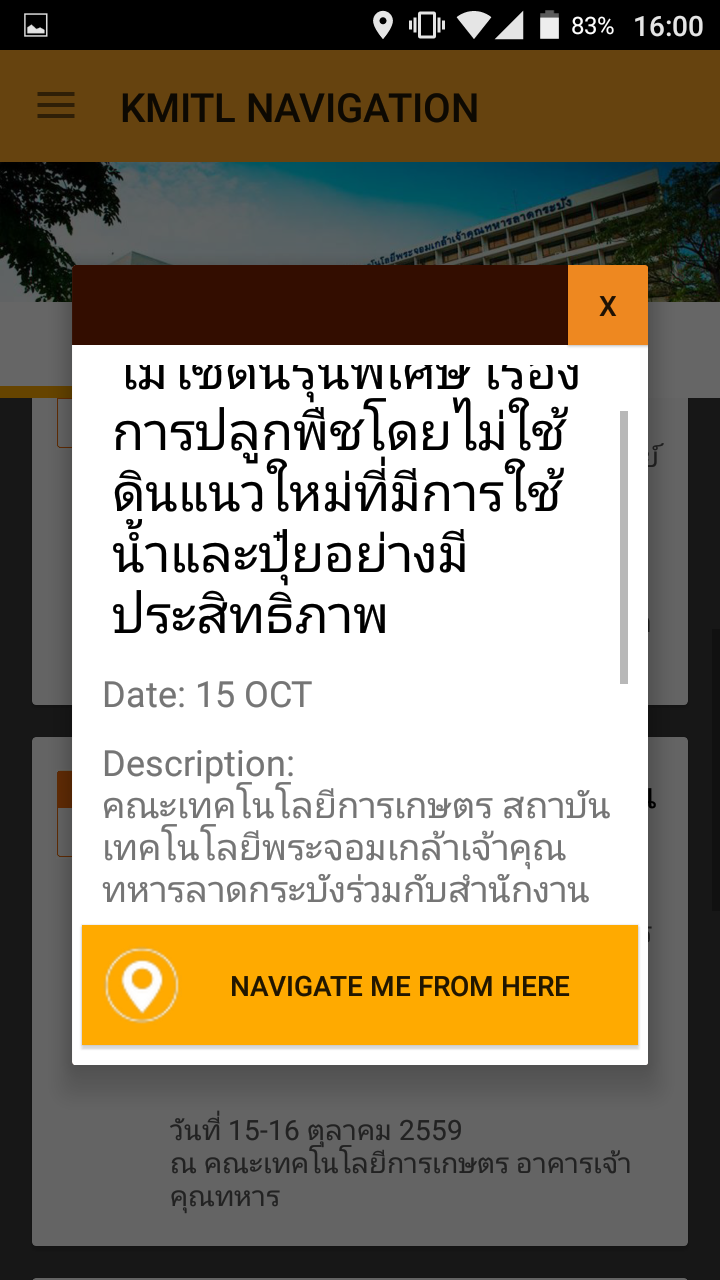 83% 16:00
KMITL NAVIGATION
X
การปลูกพืชโดยไม่ใช้
ดินแนวใหม่ที่มีการใช้
น้ำและปุ๋ยอย่างมี
ประสิทธิภาพ
Date: 15 OCT
Description:
คณะเทคโนโลยีการเกษตร สถาบัน
เทคโนโลยีพระจอมเกล้าเจ้าคุณ
ทหารลาดกระบังร่วมกับสำนักงาน
NAVIGATE ME FROM HERE
วันที่ 15-16 ตุลาคม 2559
ณ คณะเทคโนโลยีการเกษตร อาคารเจ้า
คุณทหาร